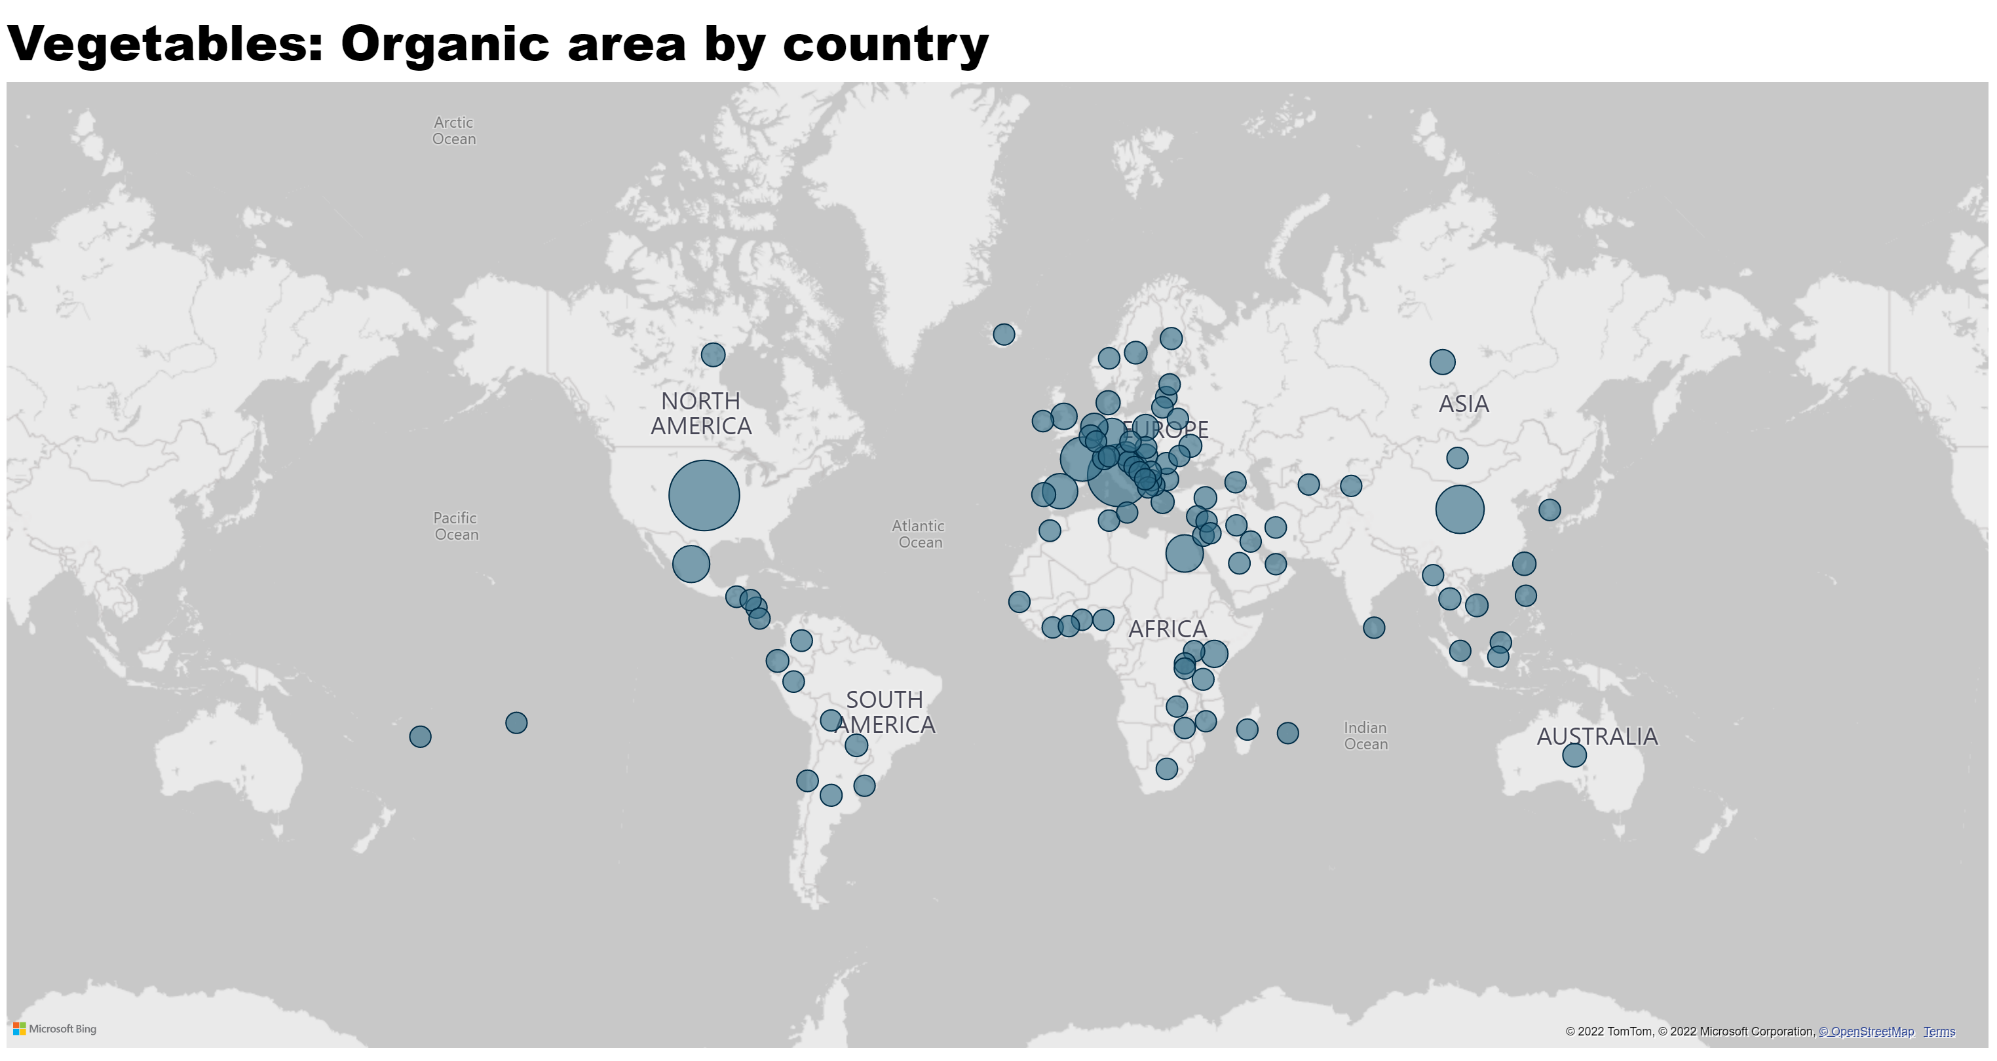 Vegetables: Organic area by country
Arctic
Ocean
NORTH
AMERICA
EUROPE
ASIA
Pacific
Ocean
Atlantic
Ocean
AFRICA
SOUTH
AMERICA
Indian
Ocean
AUSTRALIA
Microsoft Bing
© 2022 TomTom, © 2022 Microsoft Corporation, © OpenStreetMap Terms